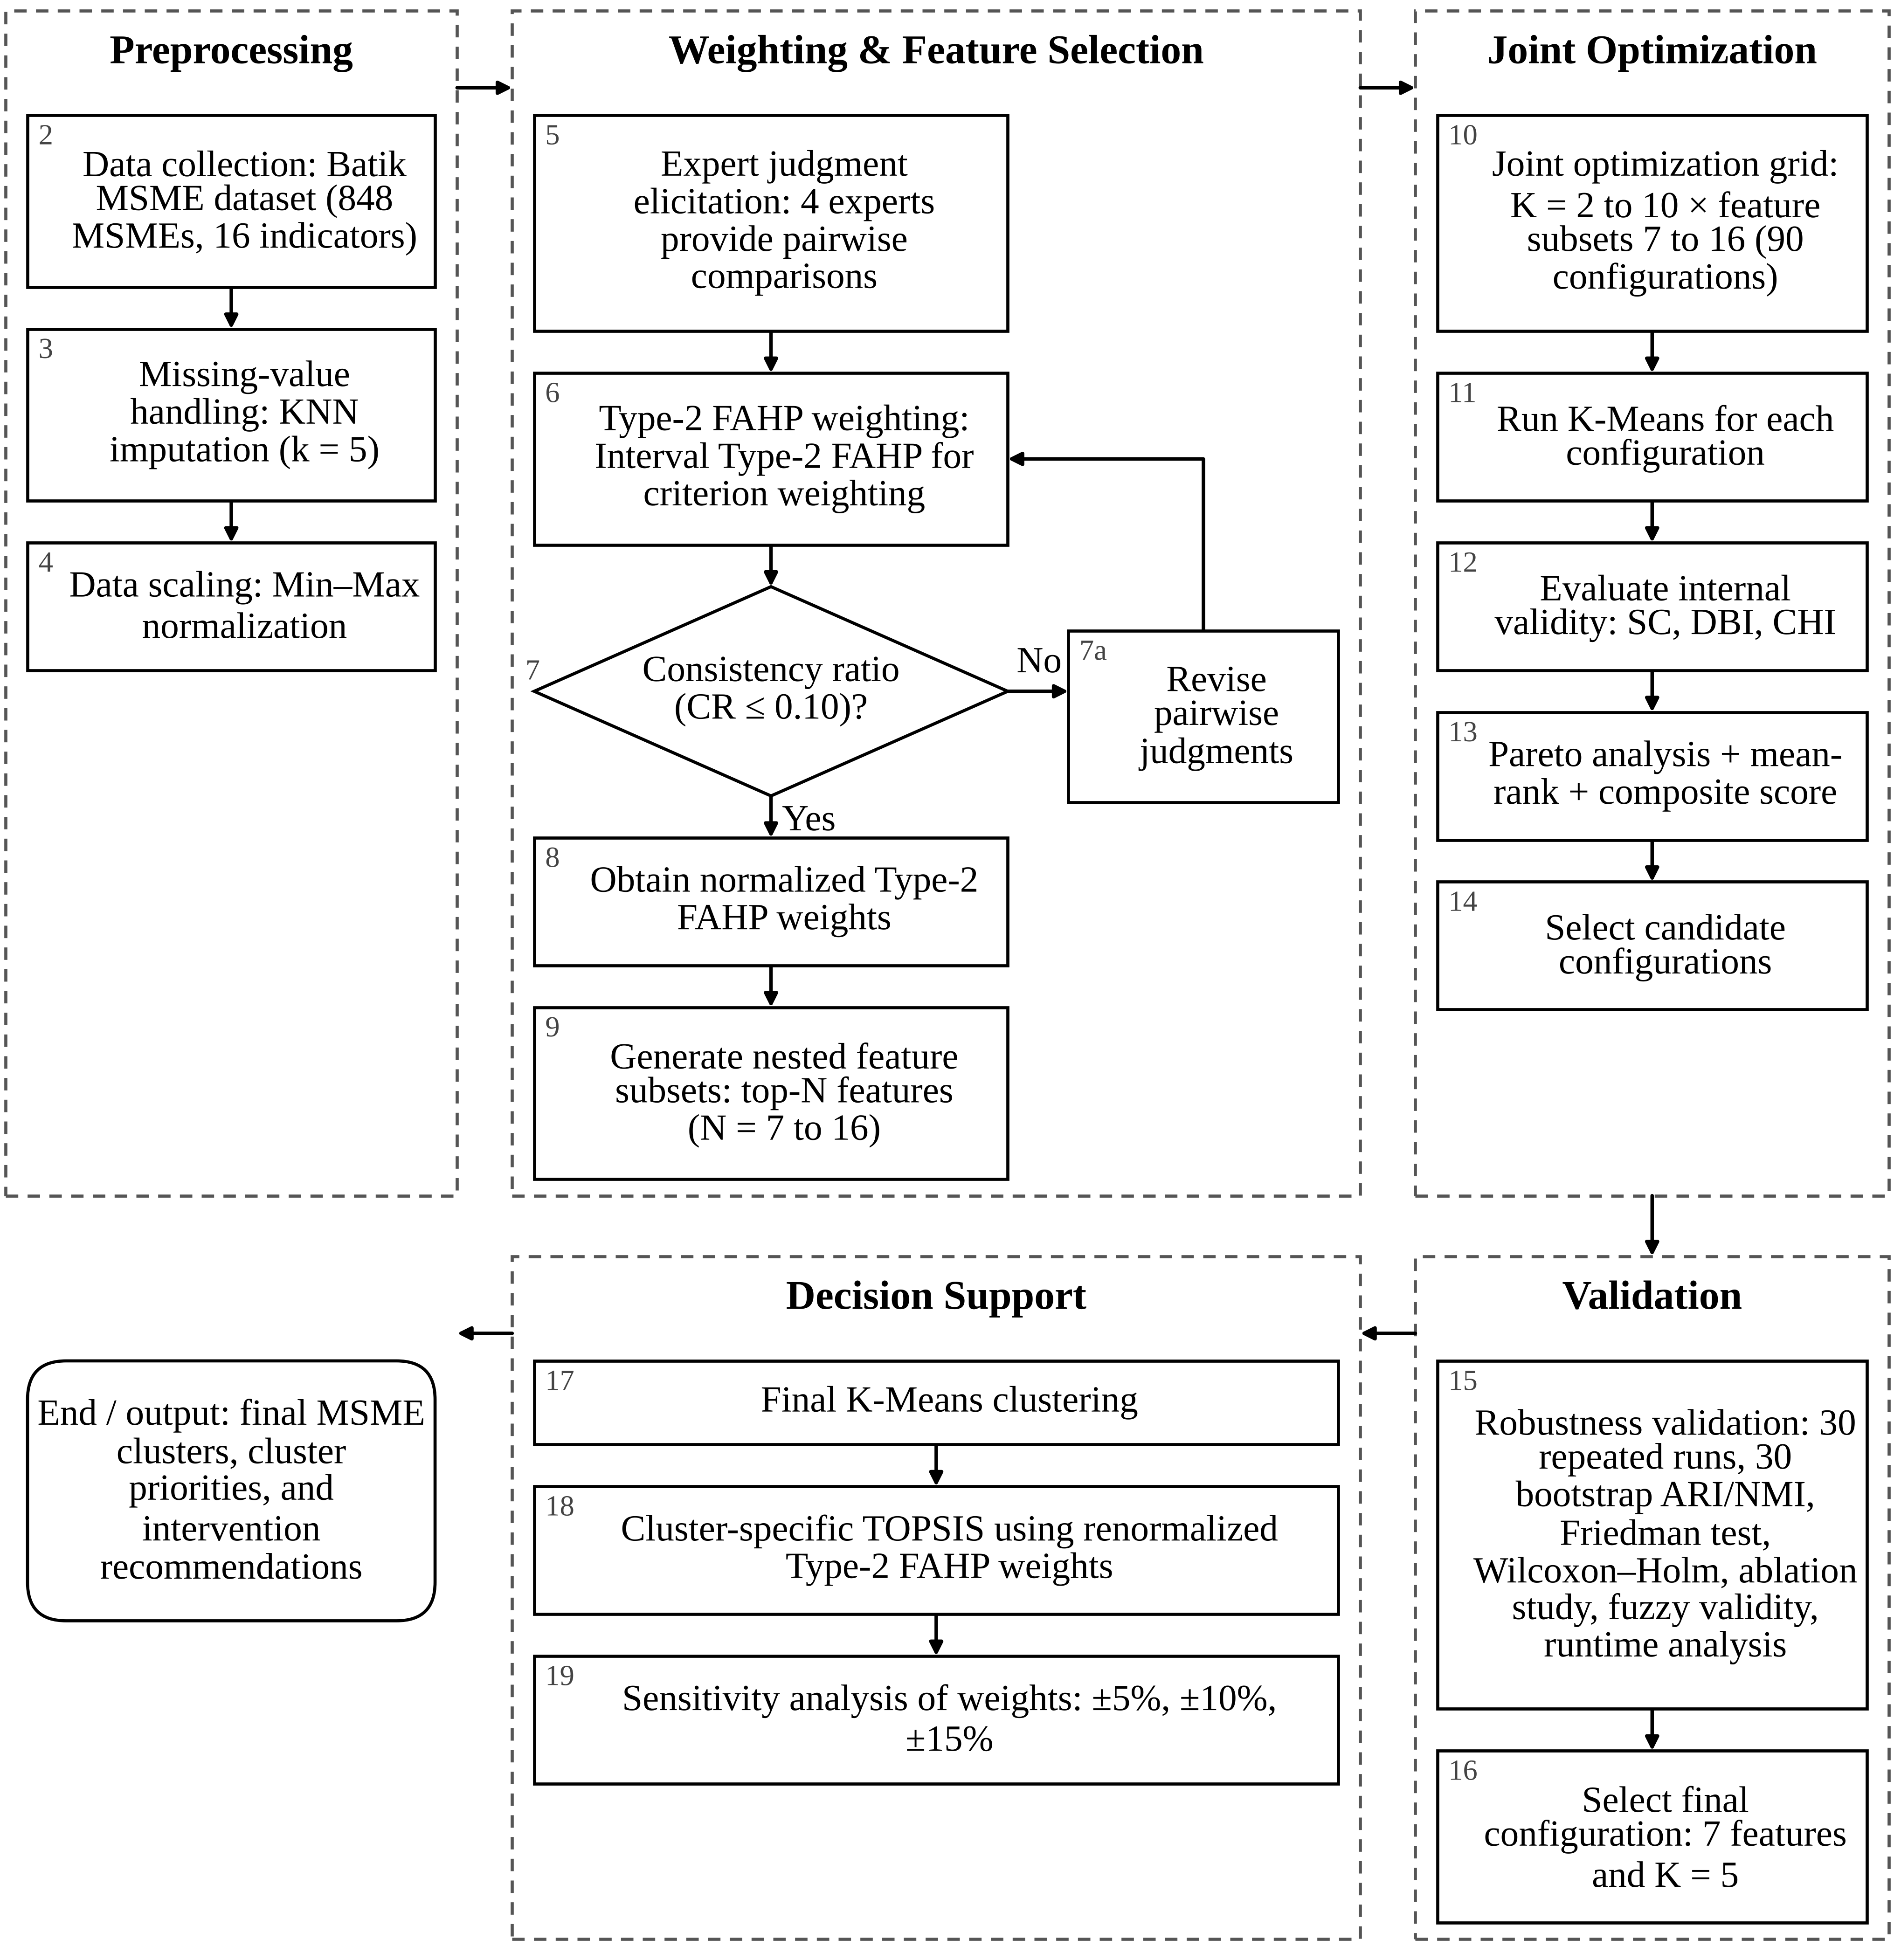 Preprocessing
2
Data collection: Batik
MSME dataset (848
MSMEs, 16 indicators)
3
Missing-value
handling: KNN
imputation (k = 5)
4
Data scaling: Min–Max
normalization
Weighting & Feature Selection
5
Expert judgment
elicitation: 4 experts
provide pairwise
comparisons
6
Type-2 FAHP weighting:
Interval Type-2 FAHP for
criterion weighting
7
Consistency ratio
(CR ≤ 0.10)?
No
7a
Revise
pairwise
judgments
Yes
8
Obtain normalized Type-2
FAHP weights
9
Generate nested feature
subsets: top-N features
(N = 7 to 16)
Joint Optimization
10
Joint optimization grid:
K = 2 to 10 × feature
subsets 7 to 16 (90
configurations)
11
Run K-Means for each
configuration
12
Evaluate internal
validity: SC, DBI, CHI
13
Pareto analysis + mean-
rank + composite score
14
Select candidate
configurations
Validation
15
Robustness validation: 30
repeated runs, 30
bootstrap ARI/NMI,
Friedman test,
Wilcoxon–Holm, ablation
study, fuzzy validity,
runtime analysis
16
Select final
configuration: 7 features
and K = 5
Decision Support
17
Final K-Means clustering
18
Cluster-specific TOPSIS using renormalized
Type-2 FAHP weights
19
Sensitivity analysis of weights: ±5%, ±10%,
±15%
End / output: final MSME
clusters, cluster
priorities, and
intervention
recommendations